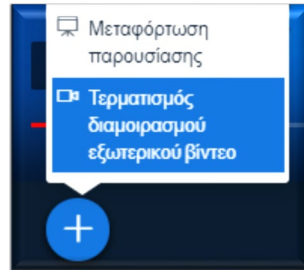 Μεταφόρτωση
παρουσίασης
Τερματισμός
διαμοιρασμού
εξωτερικού βίντεο